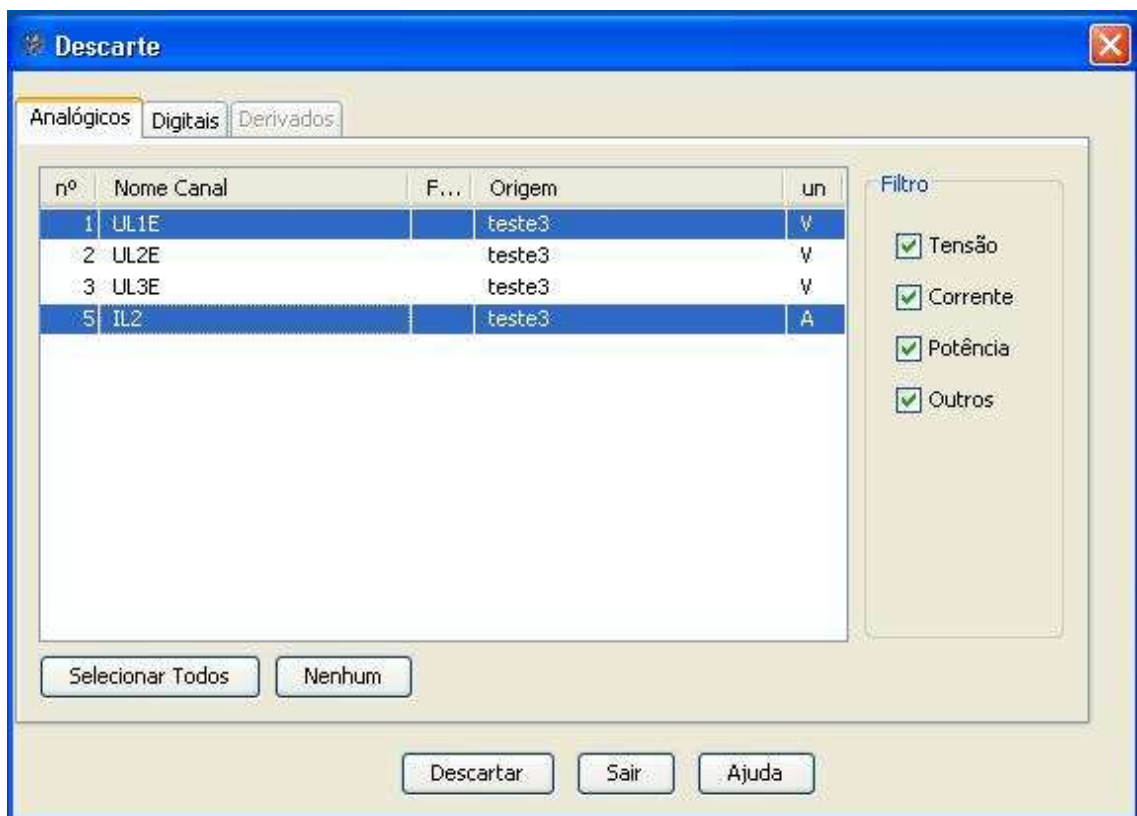 Descarte
Analógicos Digitais Derivados
nº Nome Canal F... Origem un
1 UL1E teste3 V
2 UL2E teste3 V
3 UL3E teste3 V
5 IL2 teste3 A
Filtro
Tensão
Corrente
Potência
Outros
Selecionar Todos Nenhum
Descartar Sair Ajuda